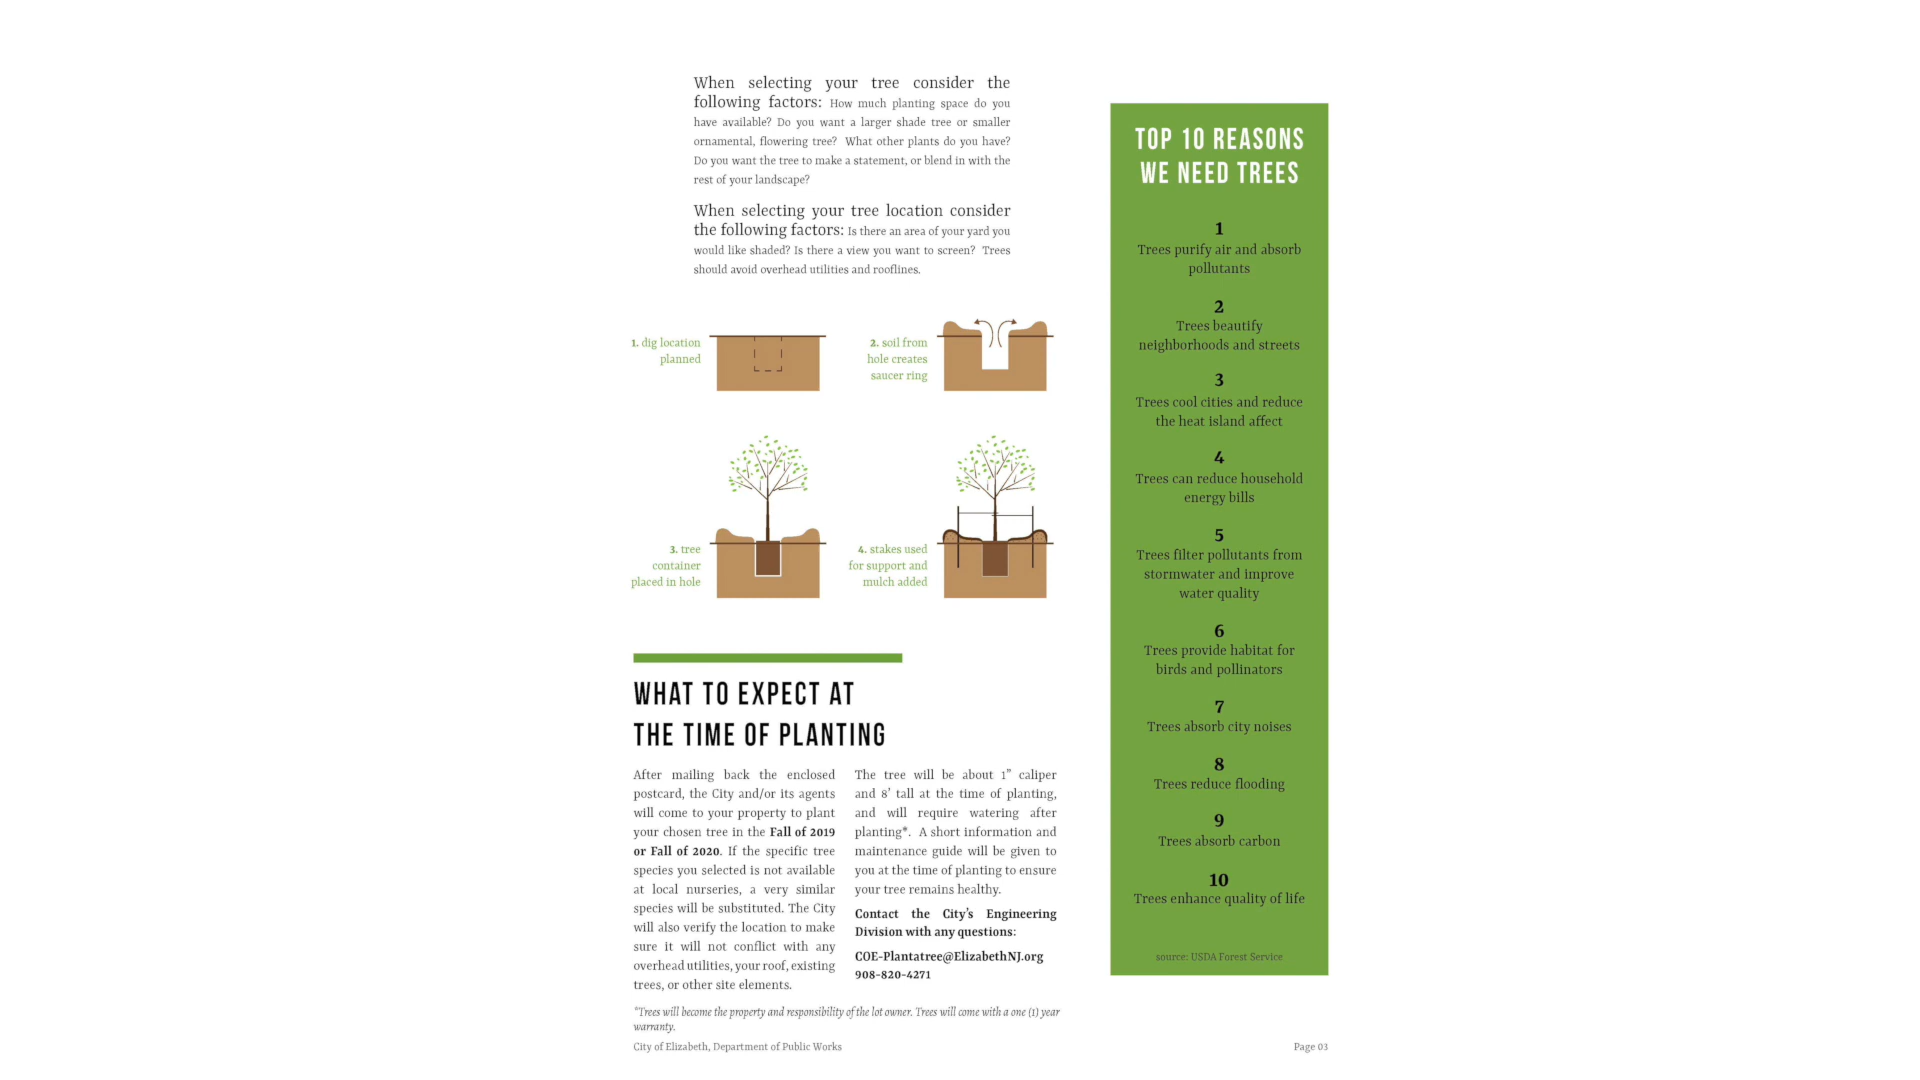 When selecting your tree consider the
following factors: How much planting space do you
have available? Do you want a larger shade tree or smaller
ornamental, flowering tree? What other plants do you have?
Do you want the tree to make a statement, or blend in with the
rest of your landscape?
When selecting your tree location consider
the following factors: Is there an area of your yard you
would like shaded? Is there a view you want to screen? Trees
should avoid overhead utilities and rooflines.
1. dig location
planned
2. soil from
hole creates
saucer ring
3. tree
container
placed in hole
4. stakes used
for support and
mulch added
WHAT TO EXPECT AT
THE TIME OF PLANTING
After mailing back the enclosed
postcard, the City and/or its agents
will come to your property to plant
your chosen tree in the Fall of 2019
or Fall of 2020. If the specific tree
species you selected is not available
at local nurseries, a very similar
species will be substituted. The City
will also verify the location to make
sure it will not conflict with any
overhead utilities, your roof, existing
trees, or other site elements.
The tree will be about 1" caliper
and 8' tall at the time of planting,
and will require watering after
planting*. A short information and
maintenance guide will be given to
you at the time of planting to ensure
your tree remains healthy.
Contact the City's Engineering
Division with any questions:
COE-Plantatree@ElizabethNJ.org
908-820-4271
*Trees will become the property and responsibility of the lot owner. Trees will come with a one (1) year
warranty.
City of Elizabeth, Department of Public Works
TOP 10 REASONS
WE NEED TREES
1
Trees purify air and absorb
pollutants
2
Trees beautify
neighborhoods and streets
3
Trees cool cities and reduce
the heat island affect
4
Trees can reduce household
energy bills
5
Trees filter pollutants from
stormwater and improve
water quality
6
Trees provide habitat for
birds and pollinators
7
Trees absorb city noises
8
Trees reduce flooding
9
Trees absorb carbon
10
Trees enhance quality of life
source: USDA Forest Service
Page 03